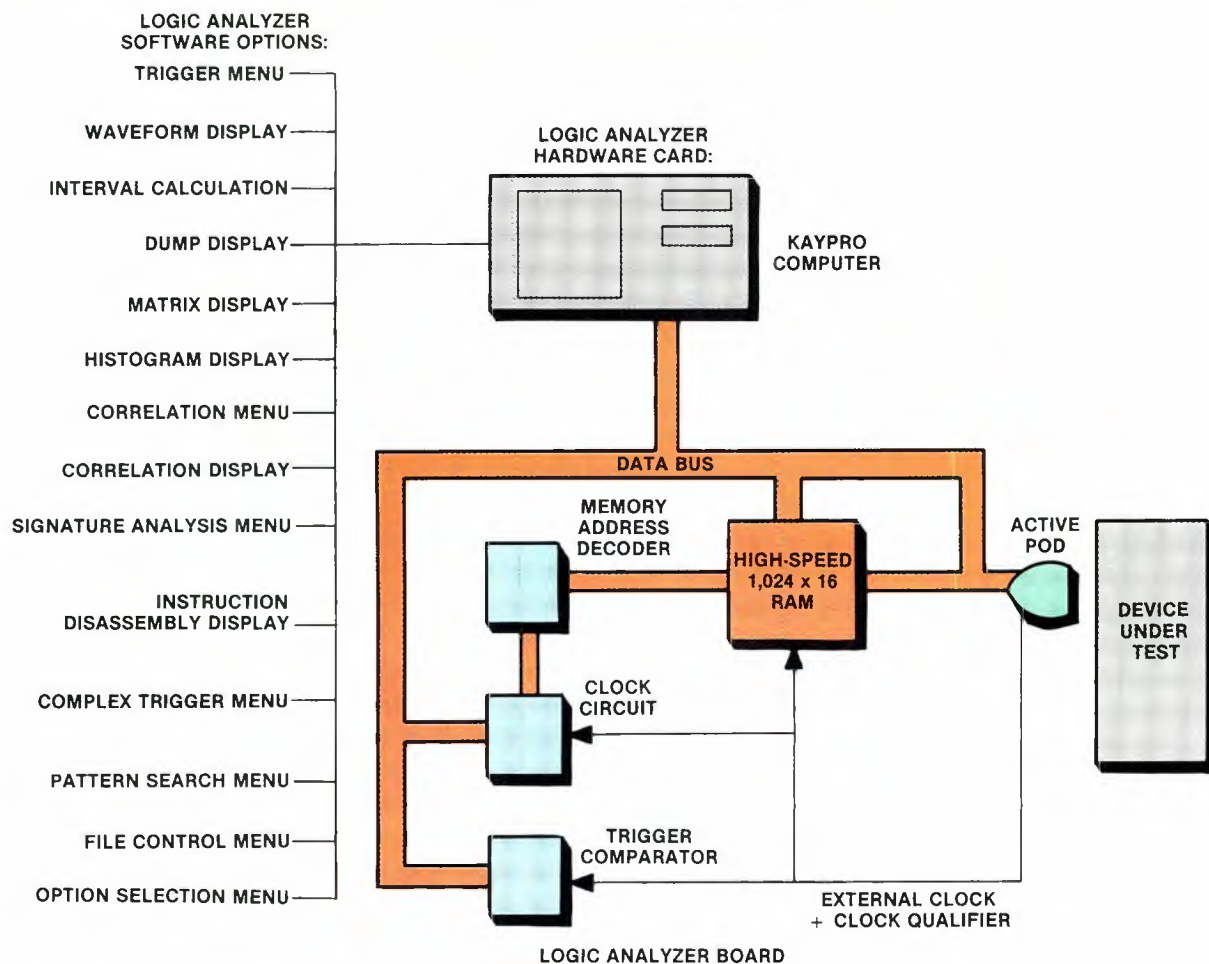 LOGIC ANALYZER
SOFTWARE OPTIONS:
TRIGGER MENU
WAVEFORM DISPLAY
INTERVAL CALCULATION
DUMP DISPLAY
MATRIX DISPLAY
HISTOGRAM DISPLAY
CORRELATION MENU
CORRELATION DISPLAY
SIGNATURE ANALYSIS MENU
INSTRUCTION
DISASSEMBLY DISPLAY
COMPLEX TRIGGER MENU
PATTERN SEARCH MENU
FILE CONTROL MENU
OPTION SELECTION MENU
LOGIC ANALYZER
HARDWARE CARD:
KAYPRO
COMPUTER
DATA BUS
MEMORY
ADDRESS
DECODER
HIGH-SPEED
1,024 x 16
RAM
ACTIVE
POD
DEVICE
UNDER
TEST
CLOCK
CIRCUIT
TRIGGER
COMPARATOR
EXTERNAL CLOCK
+ CLOCK QUALIFIER
LOGIC ANALYZER BOARD